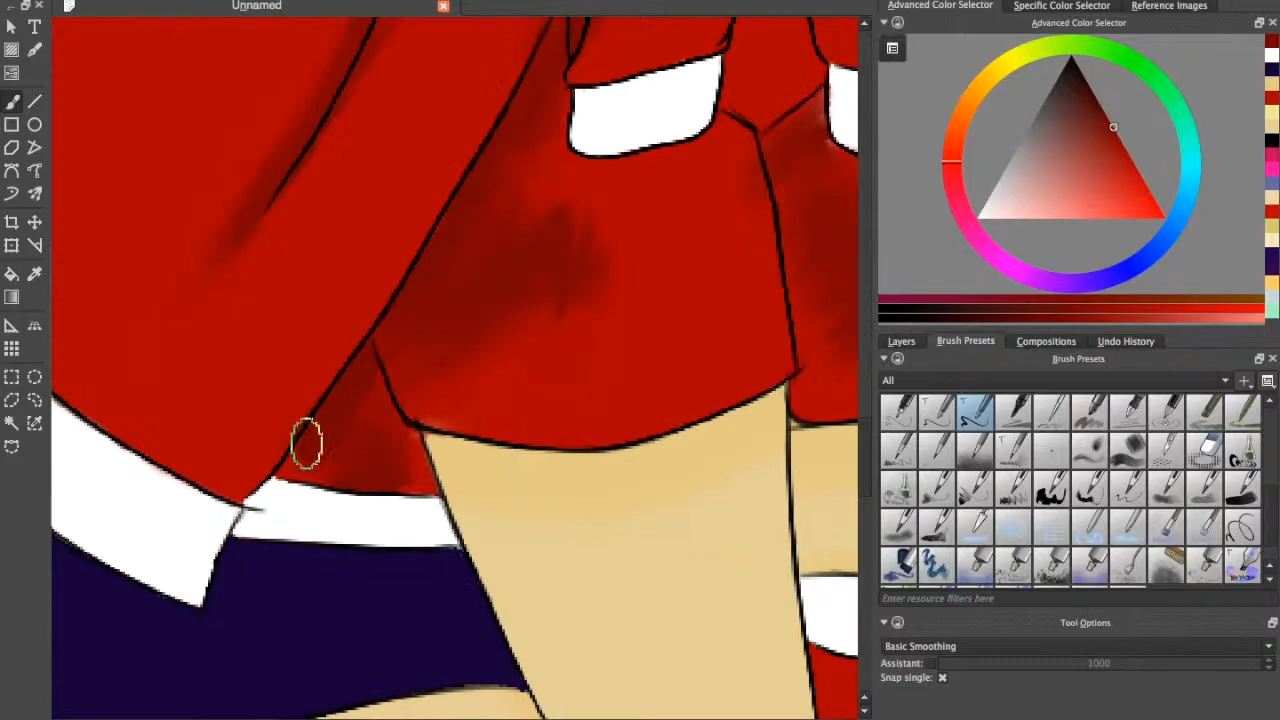 Unnamed
Advanced Color Selector
Specific Color Selector
Reference Images
Advanced Color Selector
Layers
Brush Presets
Compositions
Undo History
Brush Presets
All
Enter resource filters here
Tool Options
Basic Smoothing
Assistant:
1000
Snap single: